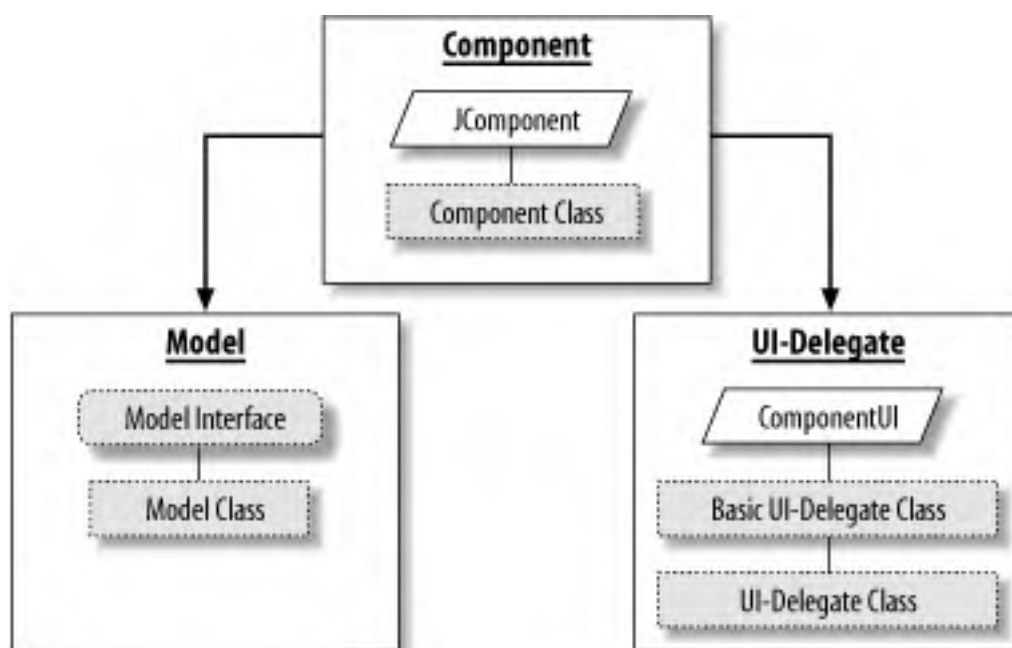 Component
JComponent
Component Class
Model
Model Interface
Model Class
UI-Delegate
ComponentUI
Basic UI-Delegate Class
UI-Delegate Class